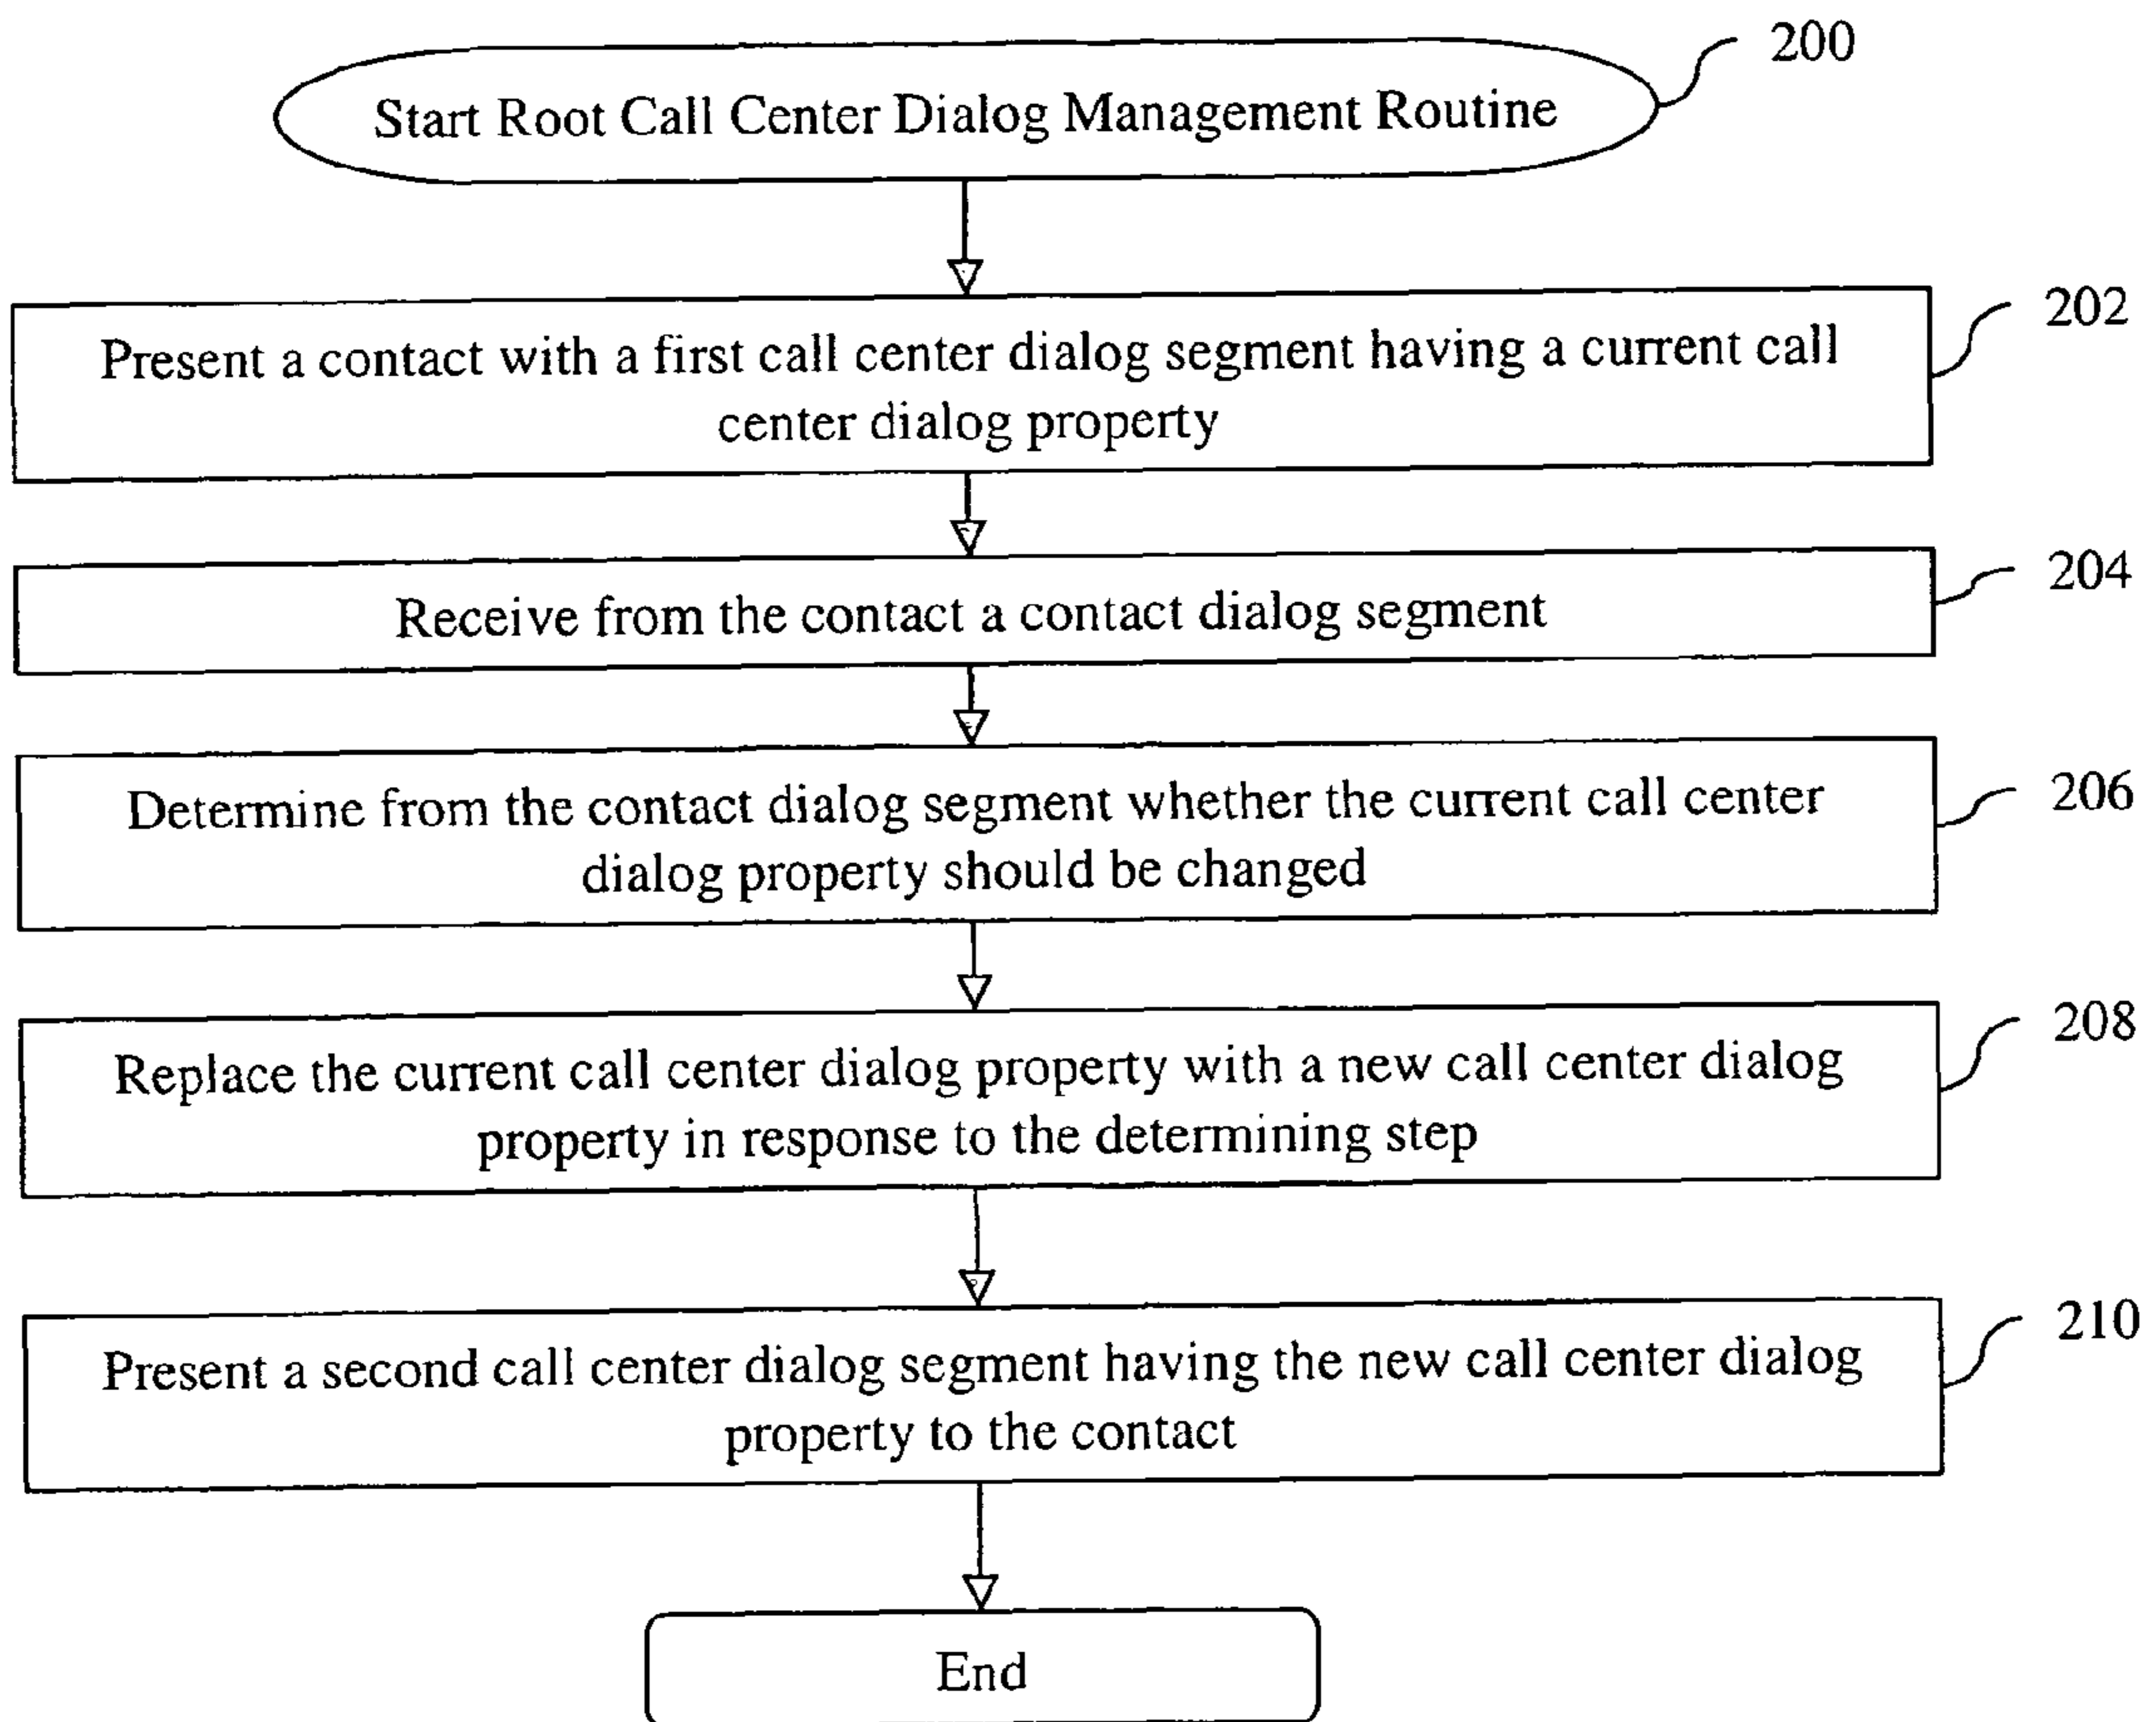 200
Start Root Call Center Dialog Management Routine
202
Present a contact with a first call center dialog segment having a current call
center dialog property
204
Receive from the contact a contact dialog segment
206
Determine from the contact dialog segment whether the current call center
dialog property should be changed
208
Replace the current call center dialog property with a new call center dialog
property in response to the determining step
210
Present a second call center dialog segment having the new call center dialog
property to the contact
End